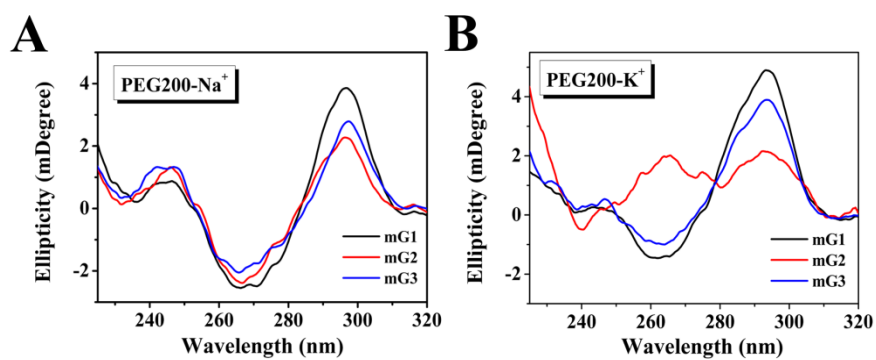 A
PEG200-Na⁺
Ellipticity (mDegree)
4
2
0
-2
mG1
mG2
mG3
240 260 280 300 320
Wavelength (nm)
B
PEG200-K⁺
Ellipticity (mDegree)
4
2
0
-2
mG1
mG2
mG3
240 260 280 300 320
Wavelength (nm)